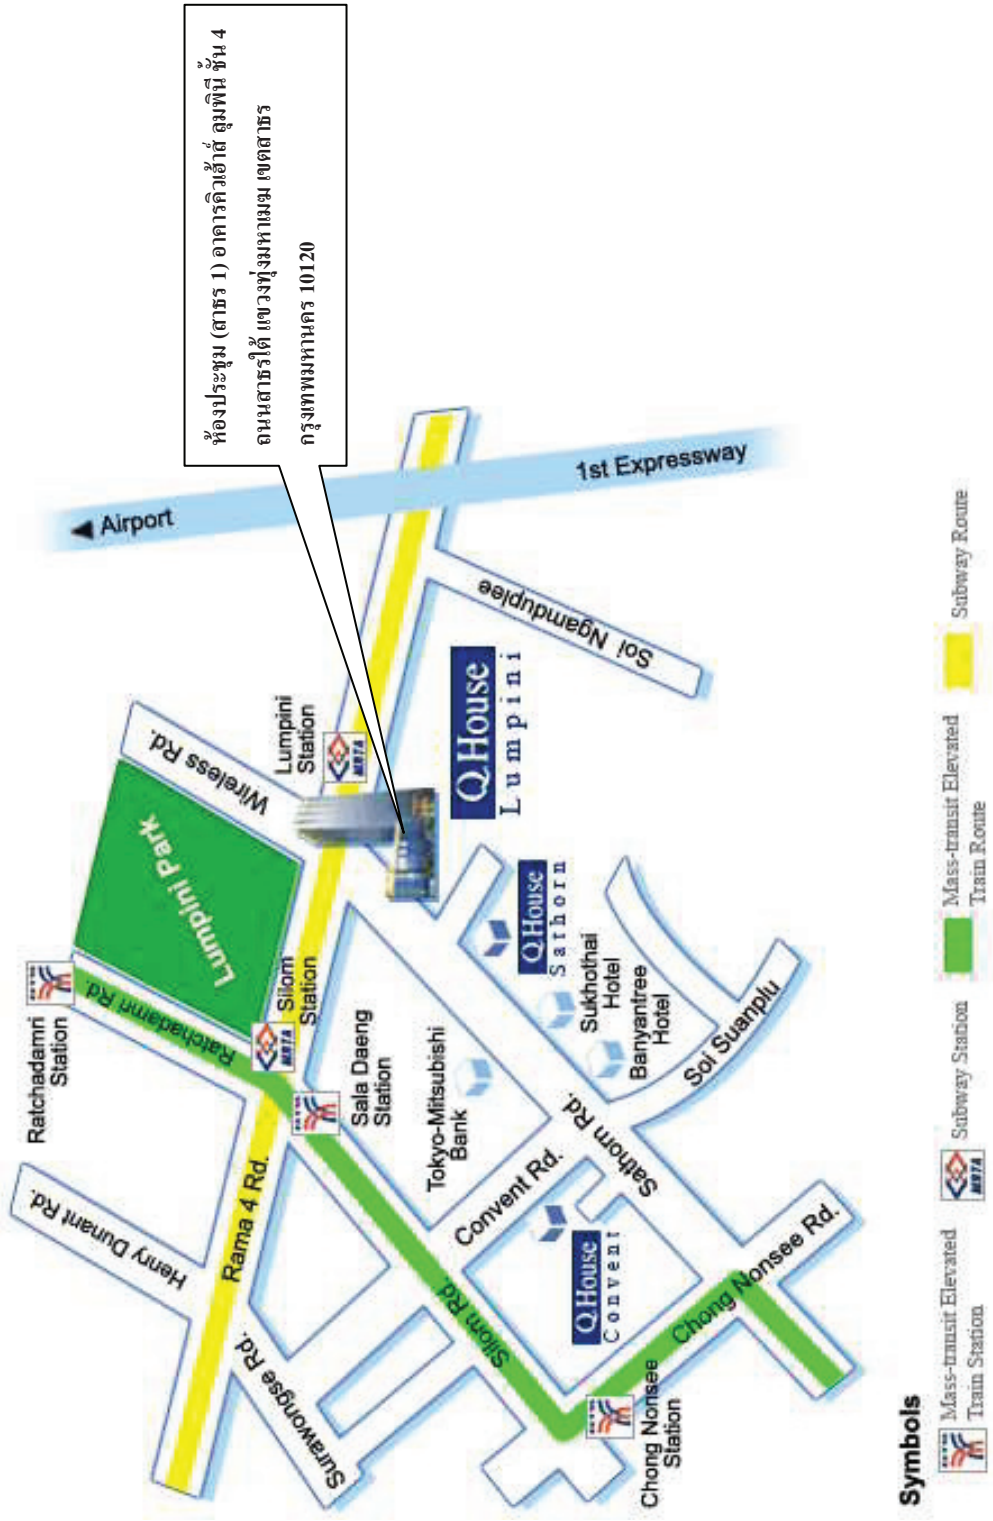 ห้องประชุม (สาธร 1) อาคารคิวเฮ้าส์ ลุมพินี ชั้น 4
ถนนสาธรใต้ แขวงทุ่งมหาเมฆ เขตสาธร
กรุงเทพมหานคร 10120
Airport
1st Expressway
Ratchadamri
Station
Ratchadamri Rd.
Lumpini Park
Wireless Rd.
Lumpini
Station
MRTA
Henry Dunant Rd.
Rama 4 Rd.
MRTA
Silom
Station
Sala Daeng
Station
Q House
Lumpini
Soi Ngamduplee
Surawongse Rd.
Silom Rd.
Tokyo-Mitsubishi
Bank
Convent Rd.
Sathorn Rd.
Q House
Sathorn
Sukhothai
Hotel
Banyantree
Hotel
Soi Suanplu
Q House
Convent
Chong Nonsee Rd.
Chong Nonsee
Station
Symbols
Mass-transit Elevated
Train Station
MRTA
Subway Station
Mass-transit Elevated
Train Route
Subway Route